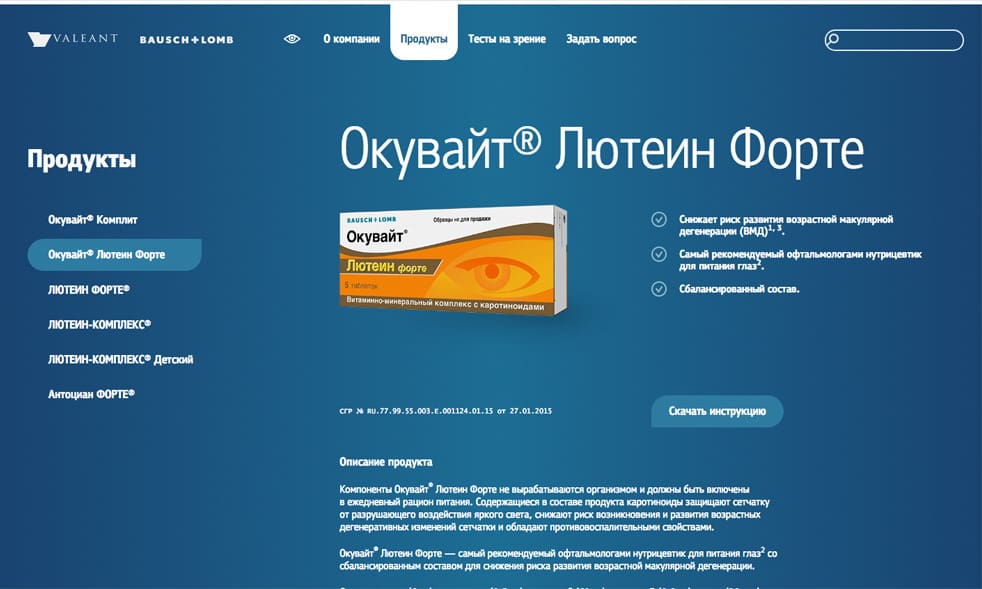 VALEANT
BAUSCH+LOMB
О компании
Продукты
Тесты на зрение
Задать вопрос
Продукты
Окувайт® Комплит
Окувайт® Лютеин Форте
ЛЮТЕИН ФОРТЕ®
ЛЮТЕИН-КОМПЛЕКС®
ЛЮТЕИН-КОМПЛЕКС® Детский
Антоциан ФОРТЕ®
Окувайт® Лютеин Форте
BAUSCH+LOMB
Образцы не для продажи
Окувайт®
Лютеин форте
5 таблеток
Витаминно-минеральный комплекс с каротиноидами
Снижает риск развития возрастной макулярной
дегенерации (ВМД)1, 3.
Самый рекомендуемый офтальмологами нутрицевтик
для питания глаз2.
Сбалансированный состав.
СГР № RU.77.99.55.003.Е.001124.01.15 от 27.01.2015
Скачать инструкцию
Описание продукта
Компоненты Окувайт® Лютеин Форте не вырабатываются организмом и должны быть включены
в ежедневный рацион питания. Содержащиеся в составе продукта каротиноиды защищают сетчатку
от разрушающего воздействия яркого света, снижают риск возникновения и развития возрастных
дегенеративных изменений сетчатки и обладают противовоспалительными свойствами.
Окувайт® Лютеин Форте — самый рекомендуемый офтальмологами нутрицевтик для питания глаз2 со
сбалансированным составом для снижения риска развития возрастной макулярной дегенерации.